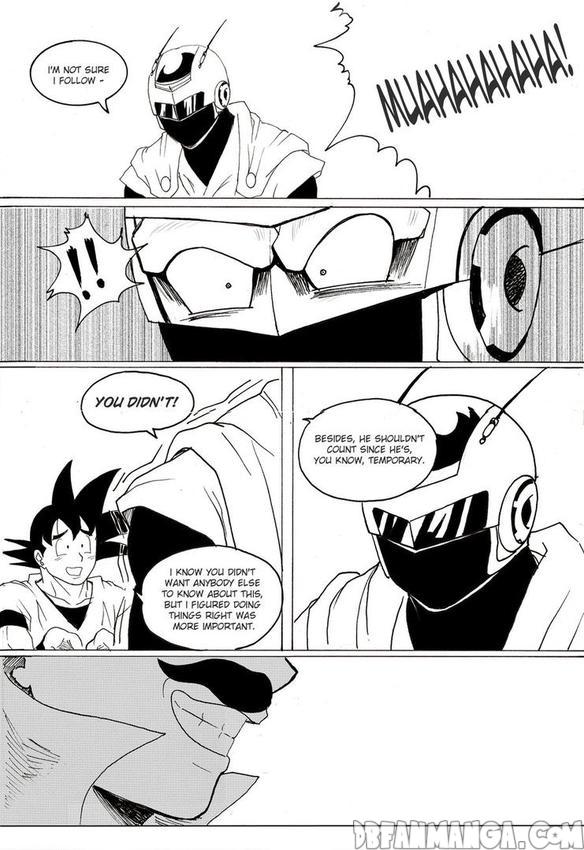 I'M NOT SURE
I FOLLOW -
MUAHAHAHAHA!
!!
YOU DIDN'T!
I KNOW YOU DIDN'T
WANT ANYBODY ELSE
TO KNOW ABOUT THIS,
BUT I FIGURED DOING
THINGS RIGHT WAS
MORE IMPORTANT.
BESIDES, HE SHOULDN'T
COUNT SINCE HE'S,
YOU KNOW, TEMPORARY.
DBFANMANGA.COM